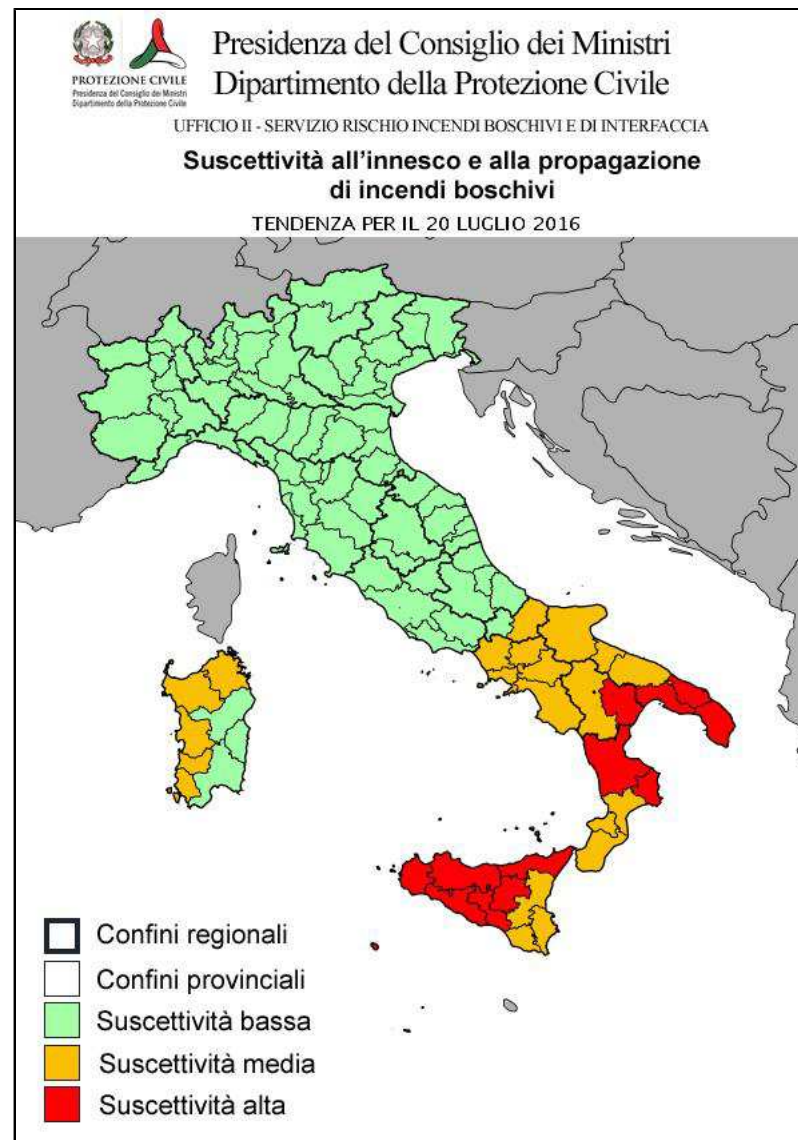 PROTEZIONE CIVILE
Presidenza del Consiglio dei Ministri
Dipartimento della Protezione Civile
Presidenza del Consiglio dei Ministri
Dipartimento della Protezione Civile
UFFICIO II - SERVIZIO RISCHIO INCENDI BOSCHIVI E DI INTERFACCIA
Suscettività all'innesco e alla propagazione
di incendi boschivi
TENDENZA PER IL 20 LUGLIO 2016
Confini regionali
Confini provinciali
Suscettività bassa
Suscettività media
Suscettività alta